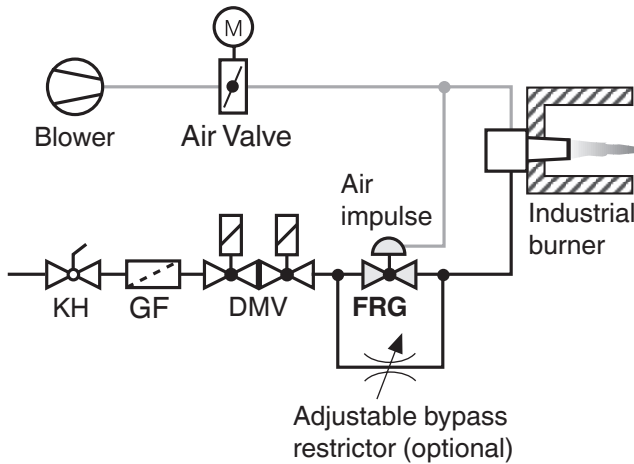 M
Blower
Air Valve
Air
impulse
Industrial
burner
KH
GF
DMV
FRG
Adjustable bypass
restrictor (optional)